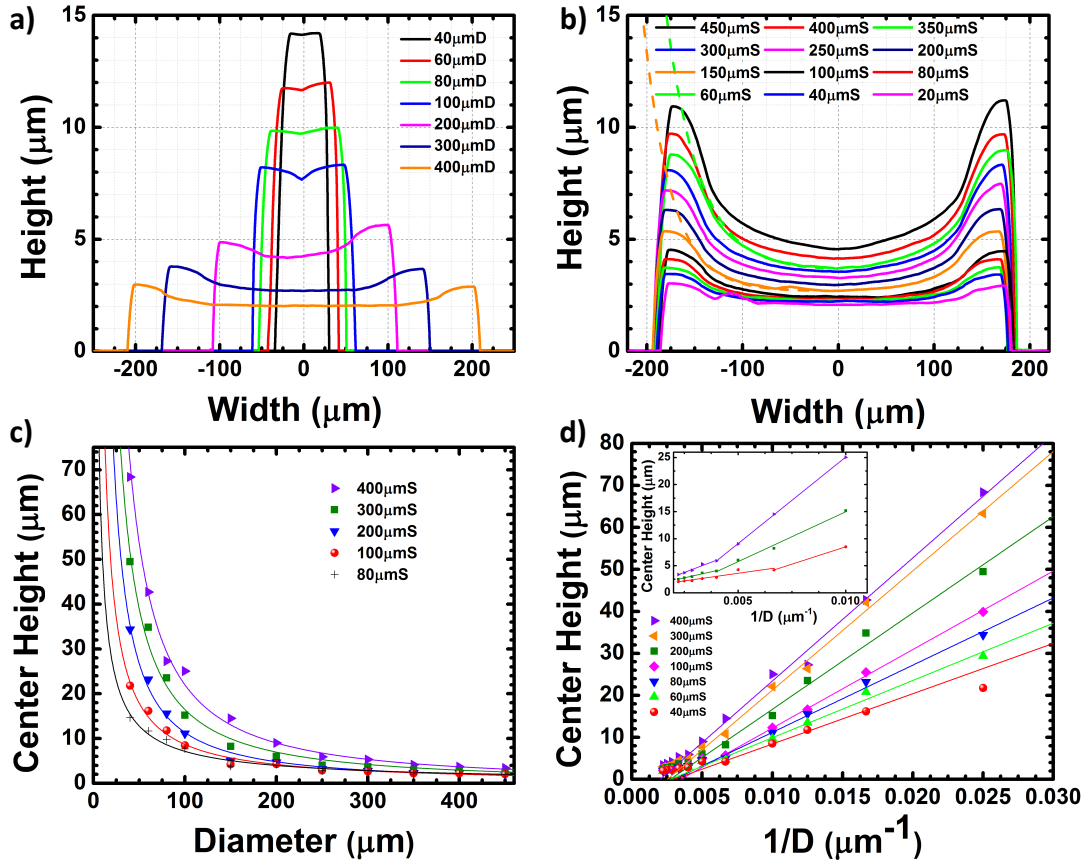 a)
15
10
5
0
Height (μm)
-200 -100 0 100 200
Width (μm)
40μmD
60μmD
80μmD
100μmD
200μmD
300μmD
400μmD
b)
15
10
5
0
Height (μm)
-200 -100 0 100 200
Width (μm)
450μmS 400μmS 350μmS
300μmS 250μmS 200μmS
150μmS 100μmS 80μmS
60μmS 40μmS 20μmS
c)
70
60
50
40
30
20
10
0
Center Height (μm)
0 100 200 300 400
Diameter (μm)
400μmS
300μmS
200μmS
100μmS
80μmS
d)
80
70
60
50
40
30
20
10
0
Center Height (μm)
0.000 0.005 0.010 0.015 0.020 0.025 0.030
1/D (μm⁻¹)
25
20
15
10
5
0
Center Height (μm)
0.005 0.010
1/D (μm⁻¹)
400μmS
300μmS
200μmS
100μmS
80μmS
60μmS
40μmS